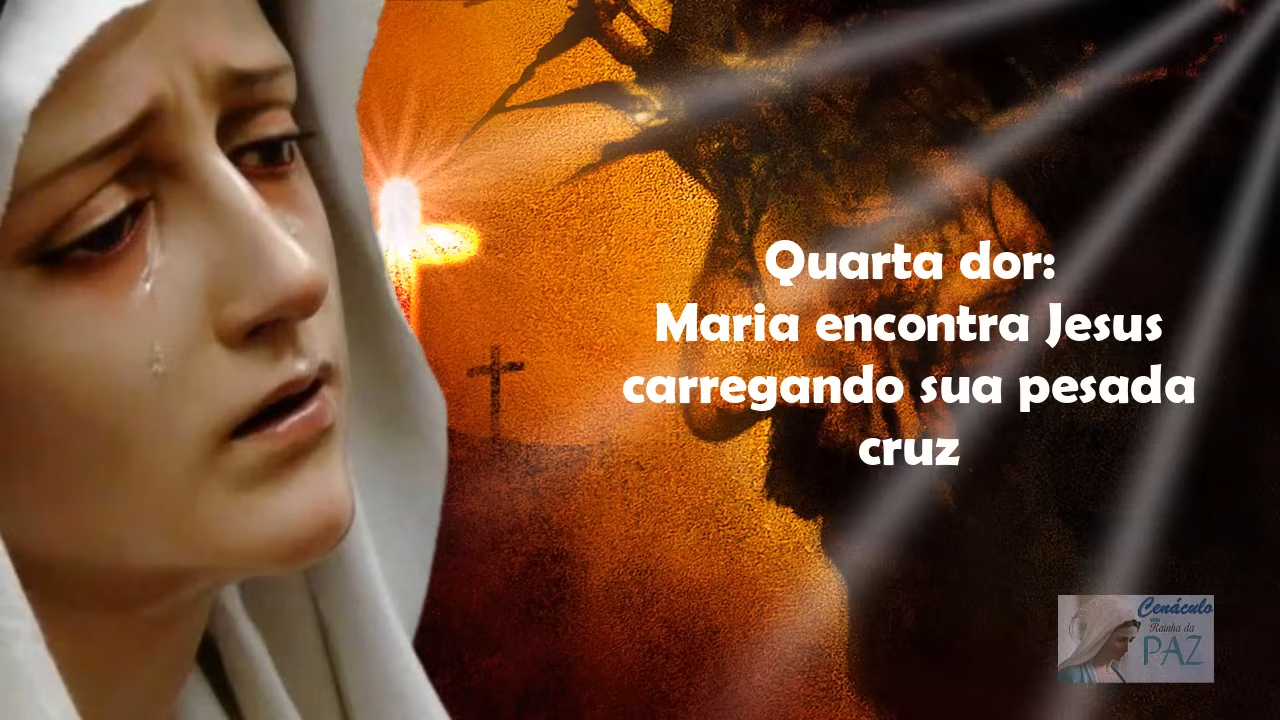 Quarta dor:
Maria encontra Jesus
carregando sua pesada
cruz
Cenáculo
Rainha da
PAZ